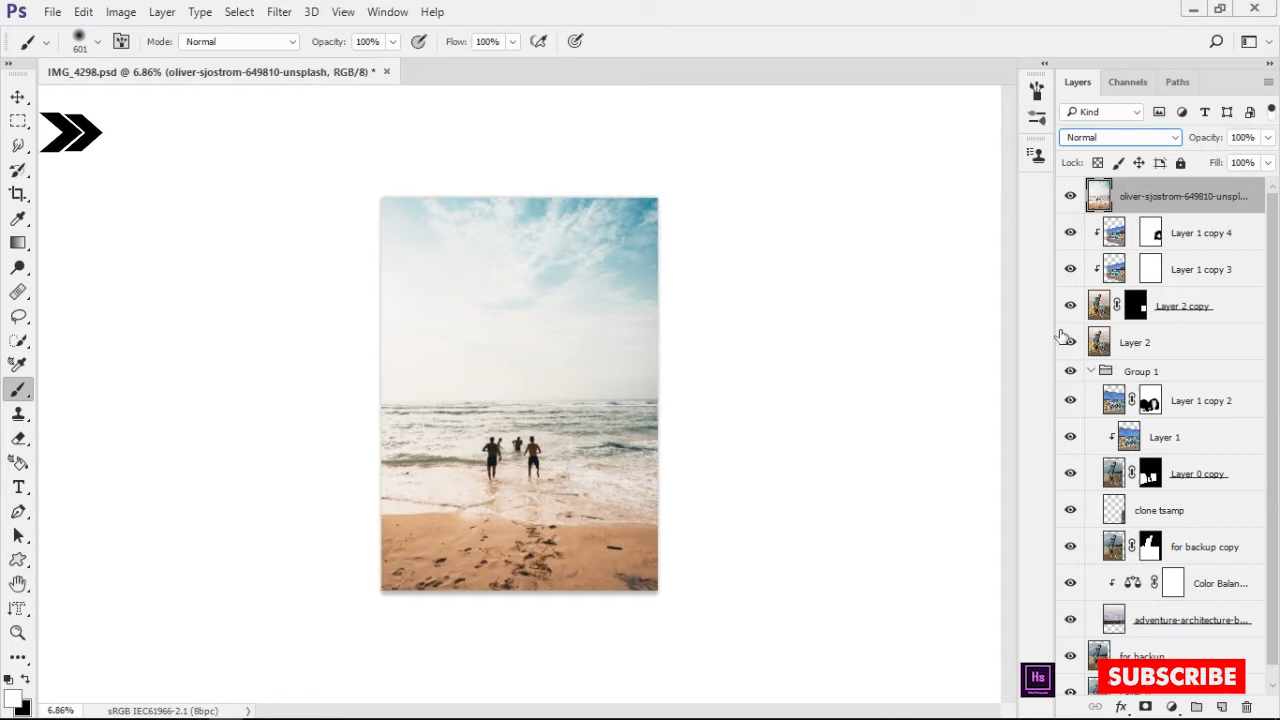 Ps File Edit Image Layer Type Select Filter 3D View Window Help
601 Mode: Normal Opacity: 100% Flow: 100%
IMG_4298.psd @ 6.86% (oliver-sjostrom-649810-unsplash, RGB/8) *
Layers Channels Paths
Kind
Normal Opacity: 100%
Lock: Fill: 100%
oliver-sjostrom-649810-unspl...
Layer 1 copy 4
Layer 1 copy 3
Layer 2 copy
Layer 2
Group 1
Layer 1 copy 2
Layer 1
Layer 0 copy
clone tsamp
for backup copy
Color Balan...
adventure-architecture-b...
for backup
Hs
SUBSCRIBE
6.86% sRGB IEC61966-2.1 (8bpc)
fx